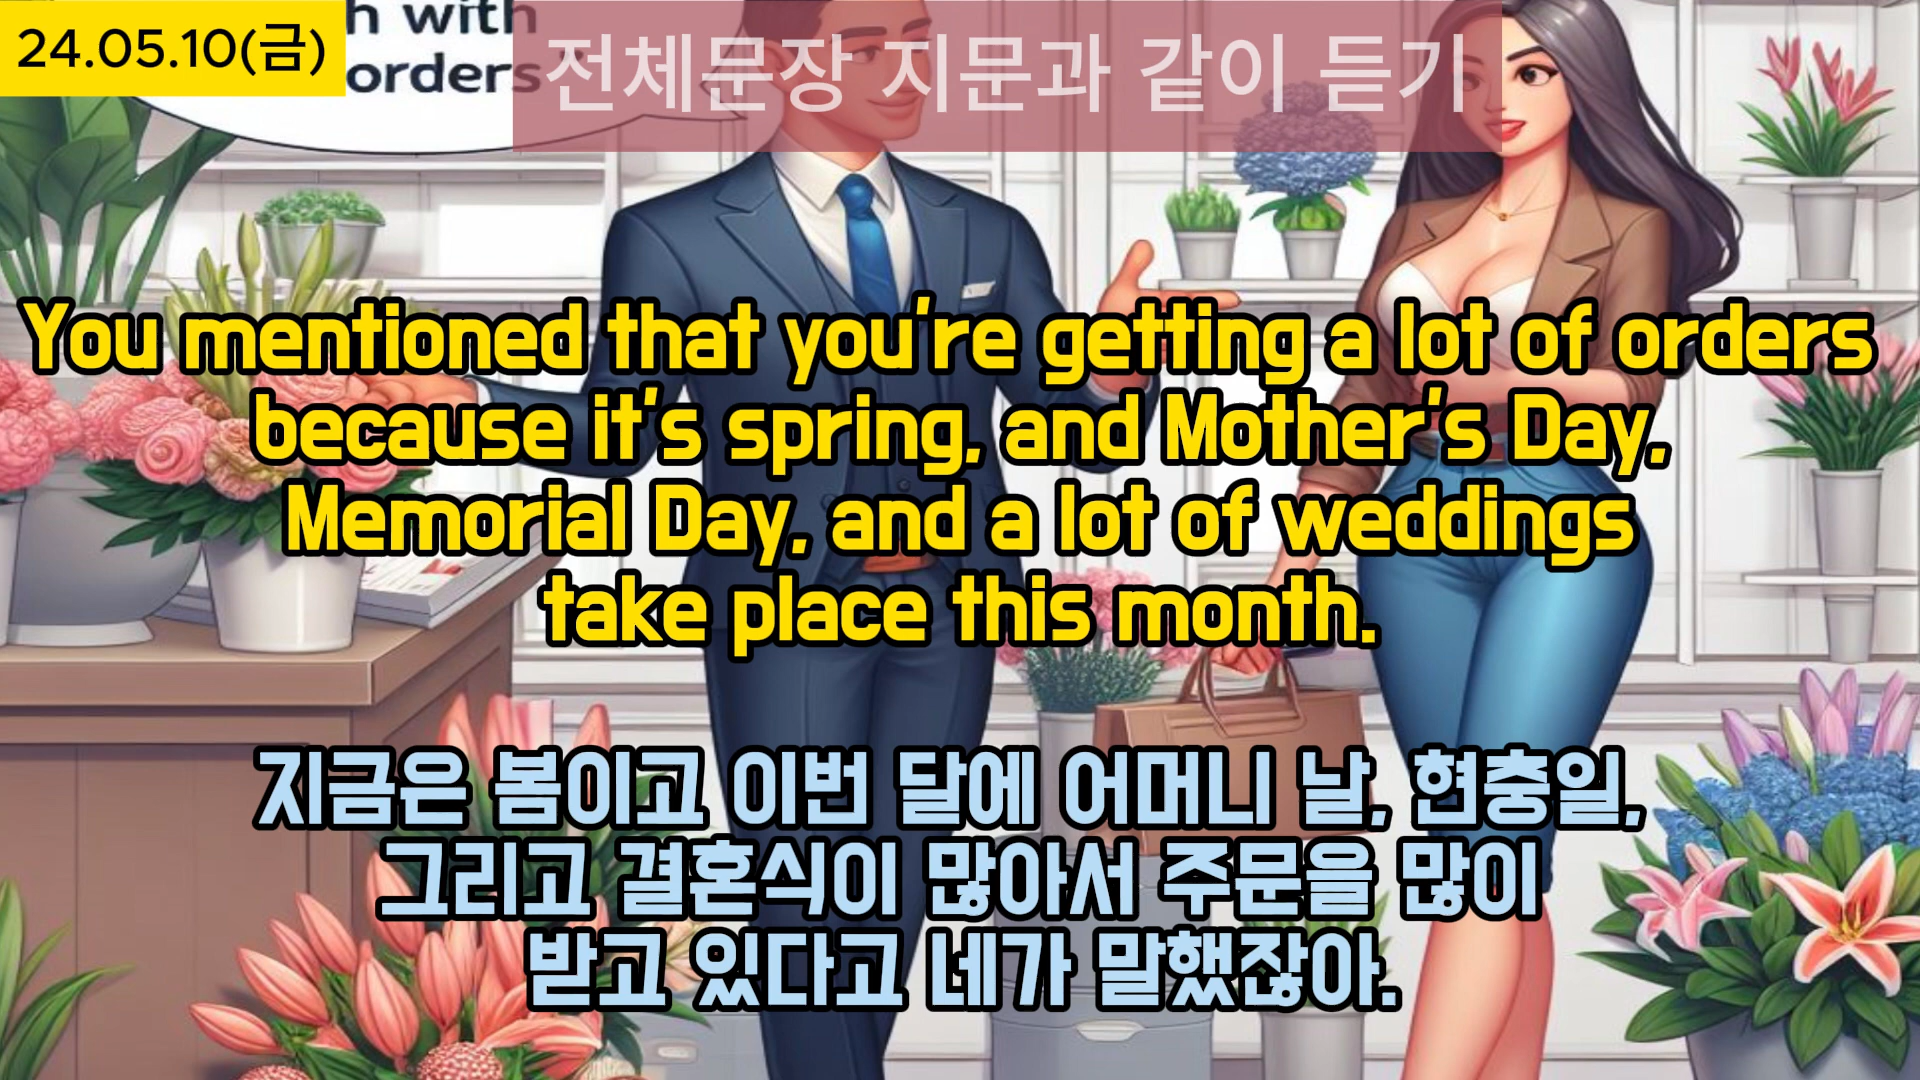 24.05.10(금)
h with
orders
전체문장 지문과 같이 듣기
You mentioned that you're getting a lot of orders
because it's spring, and Mother's Day,
Memorial Day, and a lot of weddings
take place this month.
지금은 봄이고 이번 달에 어머니 날, 현충일,
그리고 결혼식이 많아서 주문을 많이
받고 있다고 네가 말했잖아.